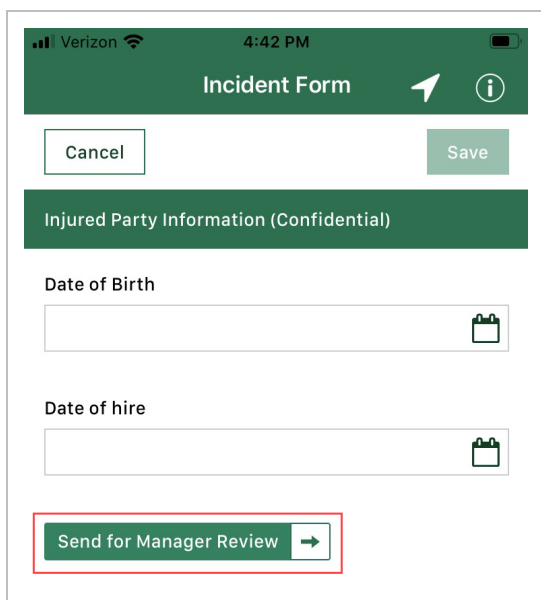 Verizon 4:42 PM
Incident Form
Cancel Save
Injured Party Information (Confidential)
Date of Birth
Date of hire
Send for Manager Review